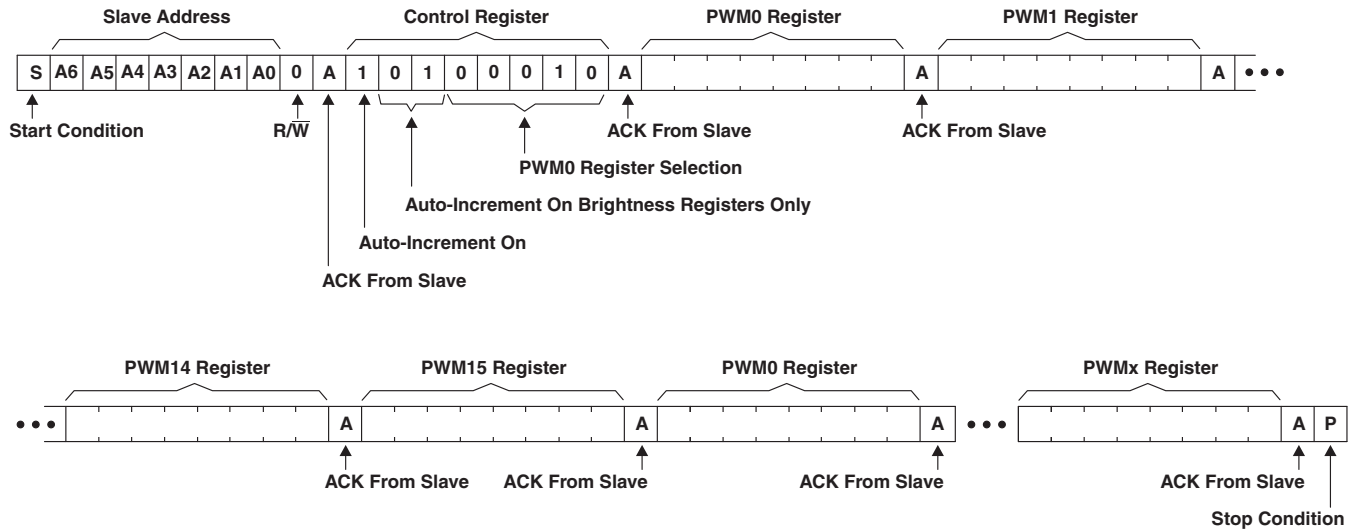 Slave Address Control Register PWM0 Register PWM1 Register
S A6 A5 A4 A3 A2 A1 A0 0 A 1 0 1 0 0 0 1 0 A A A •••
Start Condition R/W̅ ACK From Slave ACK From Slave
PWM0 Register Selection
Auto-Increment On Brightness Registers Only
Auto-Increment On
ACK From Slave
PWM14 Register PWM15 Register PWM0 Register PWMx Register
••• A A A ••• A P
ACK From Slave ACK From Slave ACK From Slave ACK From Slave
Stop Condition